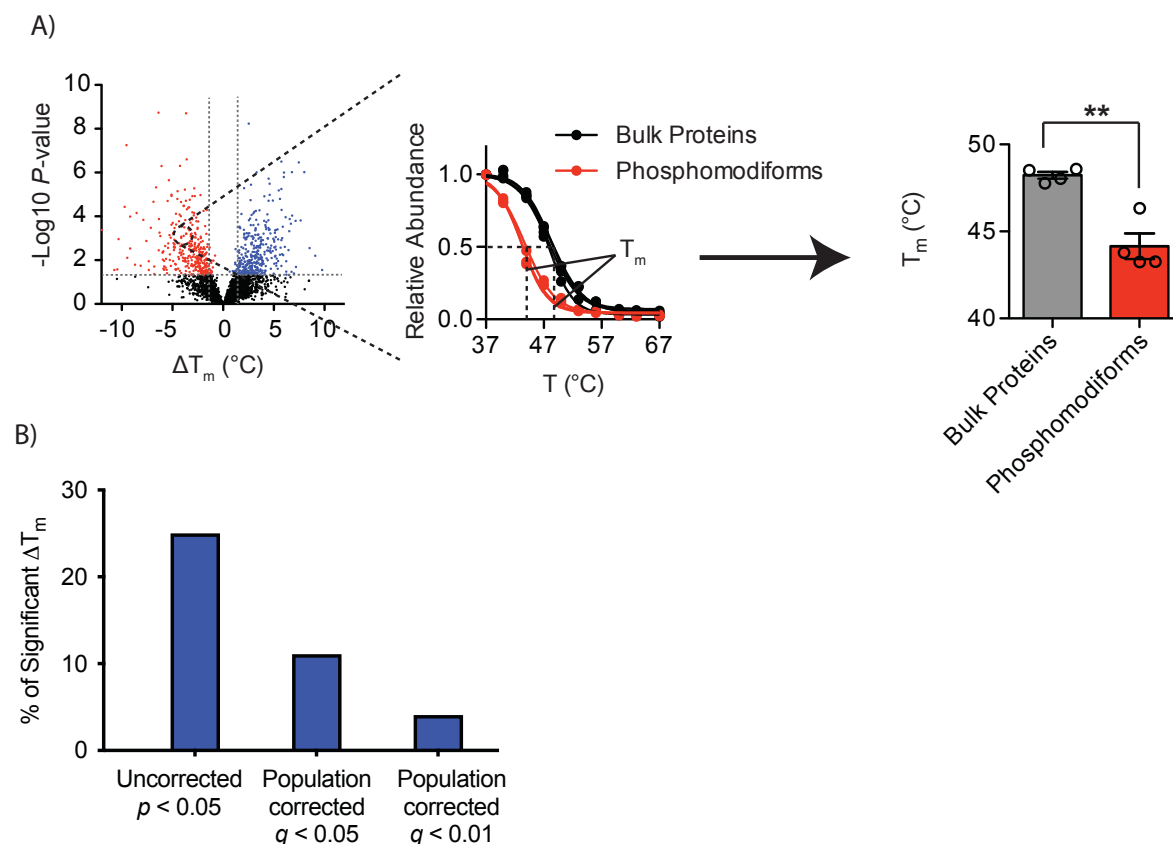 A)
10
8
6
4
2
0
-Log10 P-value
-10 -5 0 5 10
ΔTm (°C)
Bulk Proteins
Phosphomodiforms
1.0
0.5
0.0
Relative Abundance
Tm
37 47 57 67
T (°C)
**
50
45
40
Tm (°C)
Bulk Proteins
Phosphomodiforms
B)
30
20
10
0
% of Significant ΔTm
Uncorrected
p < 0.05
Population
corrected
q < 0.05
Population
corrected
q < 0.01